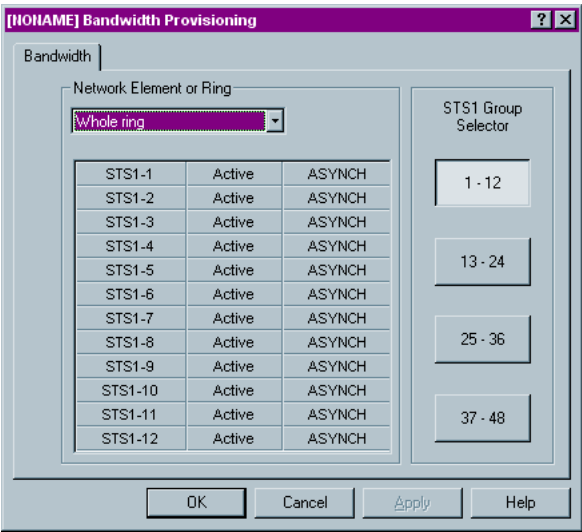 [NONAME] Bandwidth Provisioning
Bandwidth
Network Element or Ring
Whole ring
STS1-1 Active ASYNCH
STS1-2 Active ASYNCH
STS1-3 Active ASYNCH
STS1-4 Active ASYNCH
STS1-5 Active ASYNCH
STS1-6 Active ASYNCH
STS1-7 Active ASYNCH
STS1-8 Active ASYNCH
STS1-9 Active ASYNCH
STS1-10 Active ASYNCH
STS1-11 Active ASYNCH
STS1-12 Active ASYNCH
STS1 Group
Selector
1 - 12
13 - 24
25 - 36
37 - 48
OK Cancel Apply Help